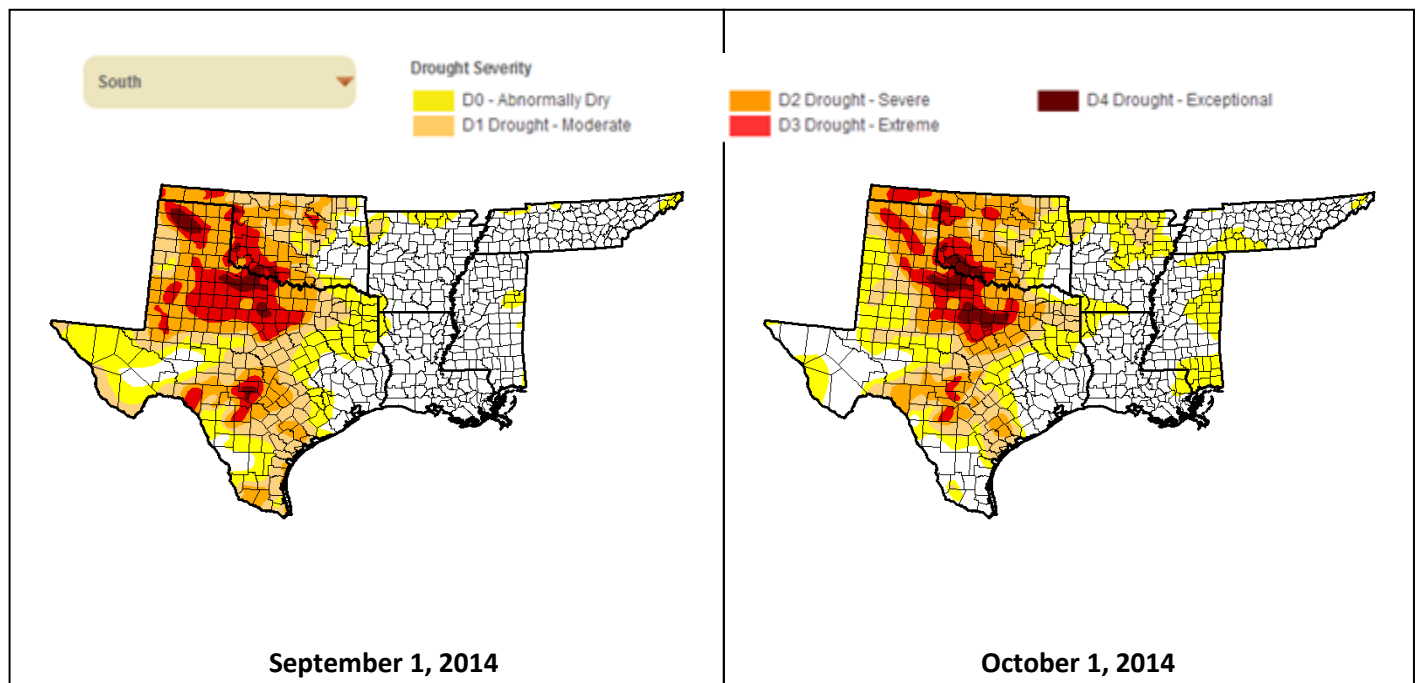 South
Drought Severity
D0 - Abnormally Dry
D1 Drought - Moderate
D2 Drought - Severe
D3 Drought - Extreme
D4 Drought - Exceptional
September 1, 2014
October 1, 2014